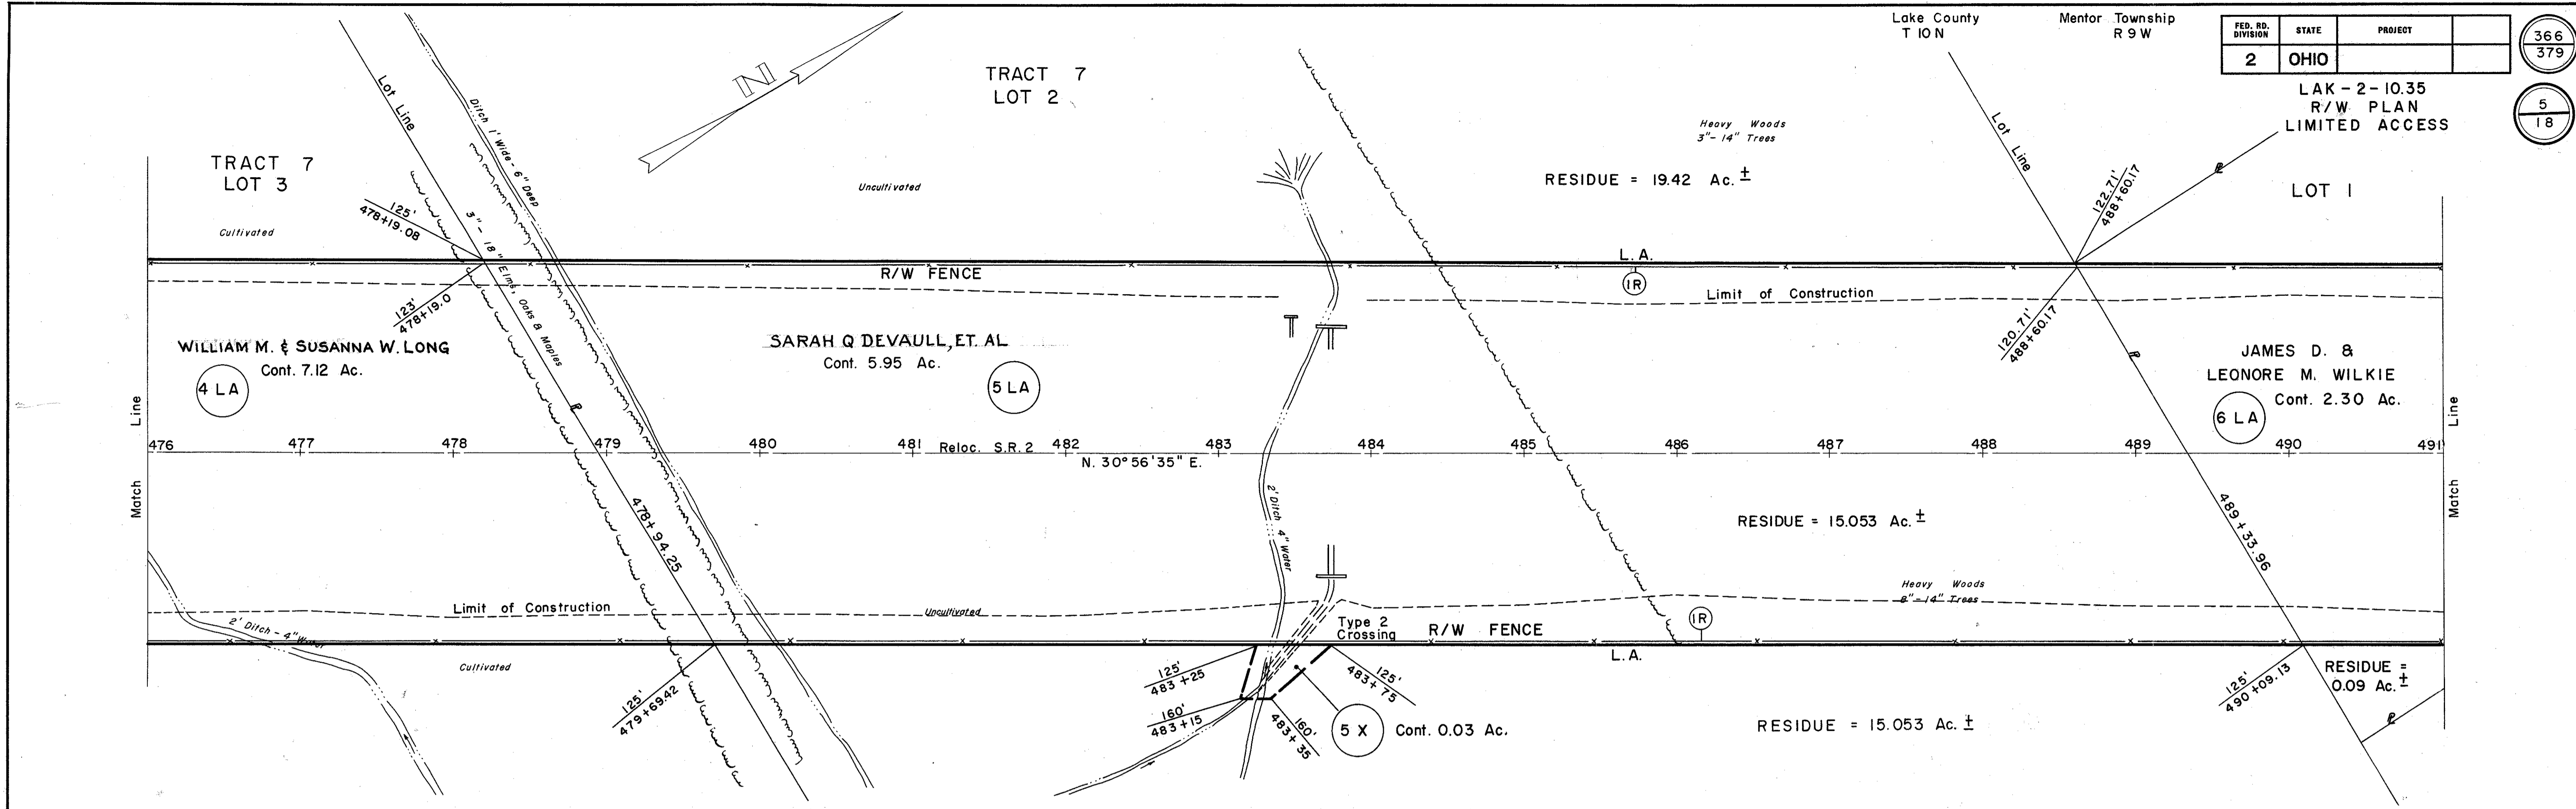 Lake County
T 10 N
Mentor Township
R 9 W
FED. RD. DIVISION STATE PROJECT
2 OHIO
366
379
LAK - 2 - 10.35
R/W PLAN
LIMITED ACCESS
5
18
TRACT 7
LOT 3
Cultivated
Lot Line
Ditch 1' Wide - 6" Deep
N
TRACT 7
LOT 2
Uncultivated
Heavy Woods
3"- 14" Trees
RESIDUE = 19.42 Ac. ±
Lot Line
LOT 1
125'
478+19.08
3" - 18" Elms, Oaks & Maples
122.71'
488+60.17
R/W FENCE
L. A.
1R
Limit of Construction
123'
478+19.0
120.71'
488+60.17
WILLIAM M. & SUSANNA W. LONG
Cont. 7.12 Ac.
4 LA
SARAH Q DEVAULL, ET. AL
Cont. 5.95 Ac.
5 LA
JAMES D. &
LEONORE M. WILKIE
Cont. 2.30 Ac.
6 LA
Match Line
476 477 478 479 480 481 Reloc. S.R. 2 482 483 484 485 486 487 488 489 490 491
N. 30° 56' 35" E.
Match Line
478+94.25
2' Ditch 4" Water
RESIDUE = 15.053 Ac. ±
489+33.96
Limit of Construction
Uncultivated
Heavy Woods
8"- 14" Trees
2' Ditch - 4" Water
Type 2
Crossing
R/W FENCE
1R
L. A.
Cultivated
125'
479+69.42
125'
483+25
125'
483+75
160'
483+15
160'
483+35
5 X
Cont. 0.03 Ac.
RESIDUE = 15.053 Ac. ±
125'
490+09.13
RESIDUE =
0.09 Ac. ±